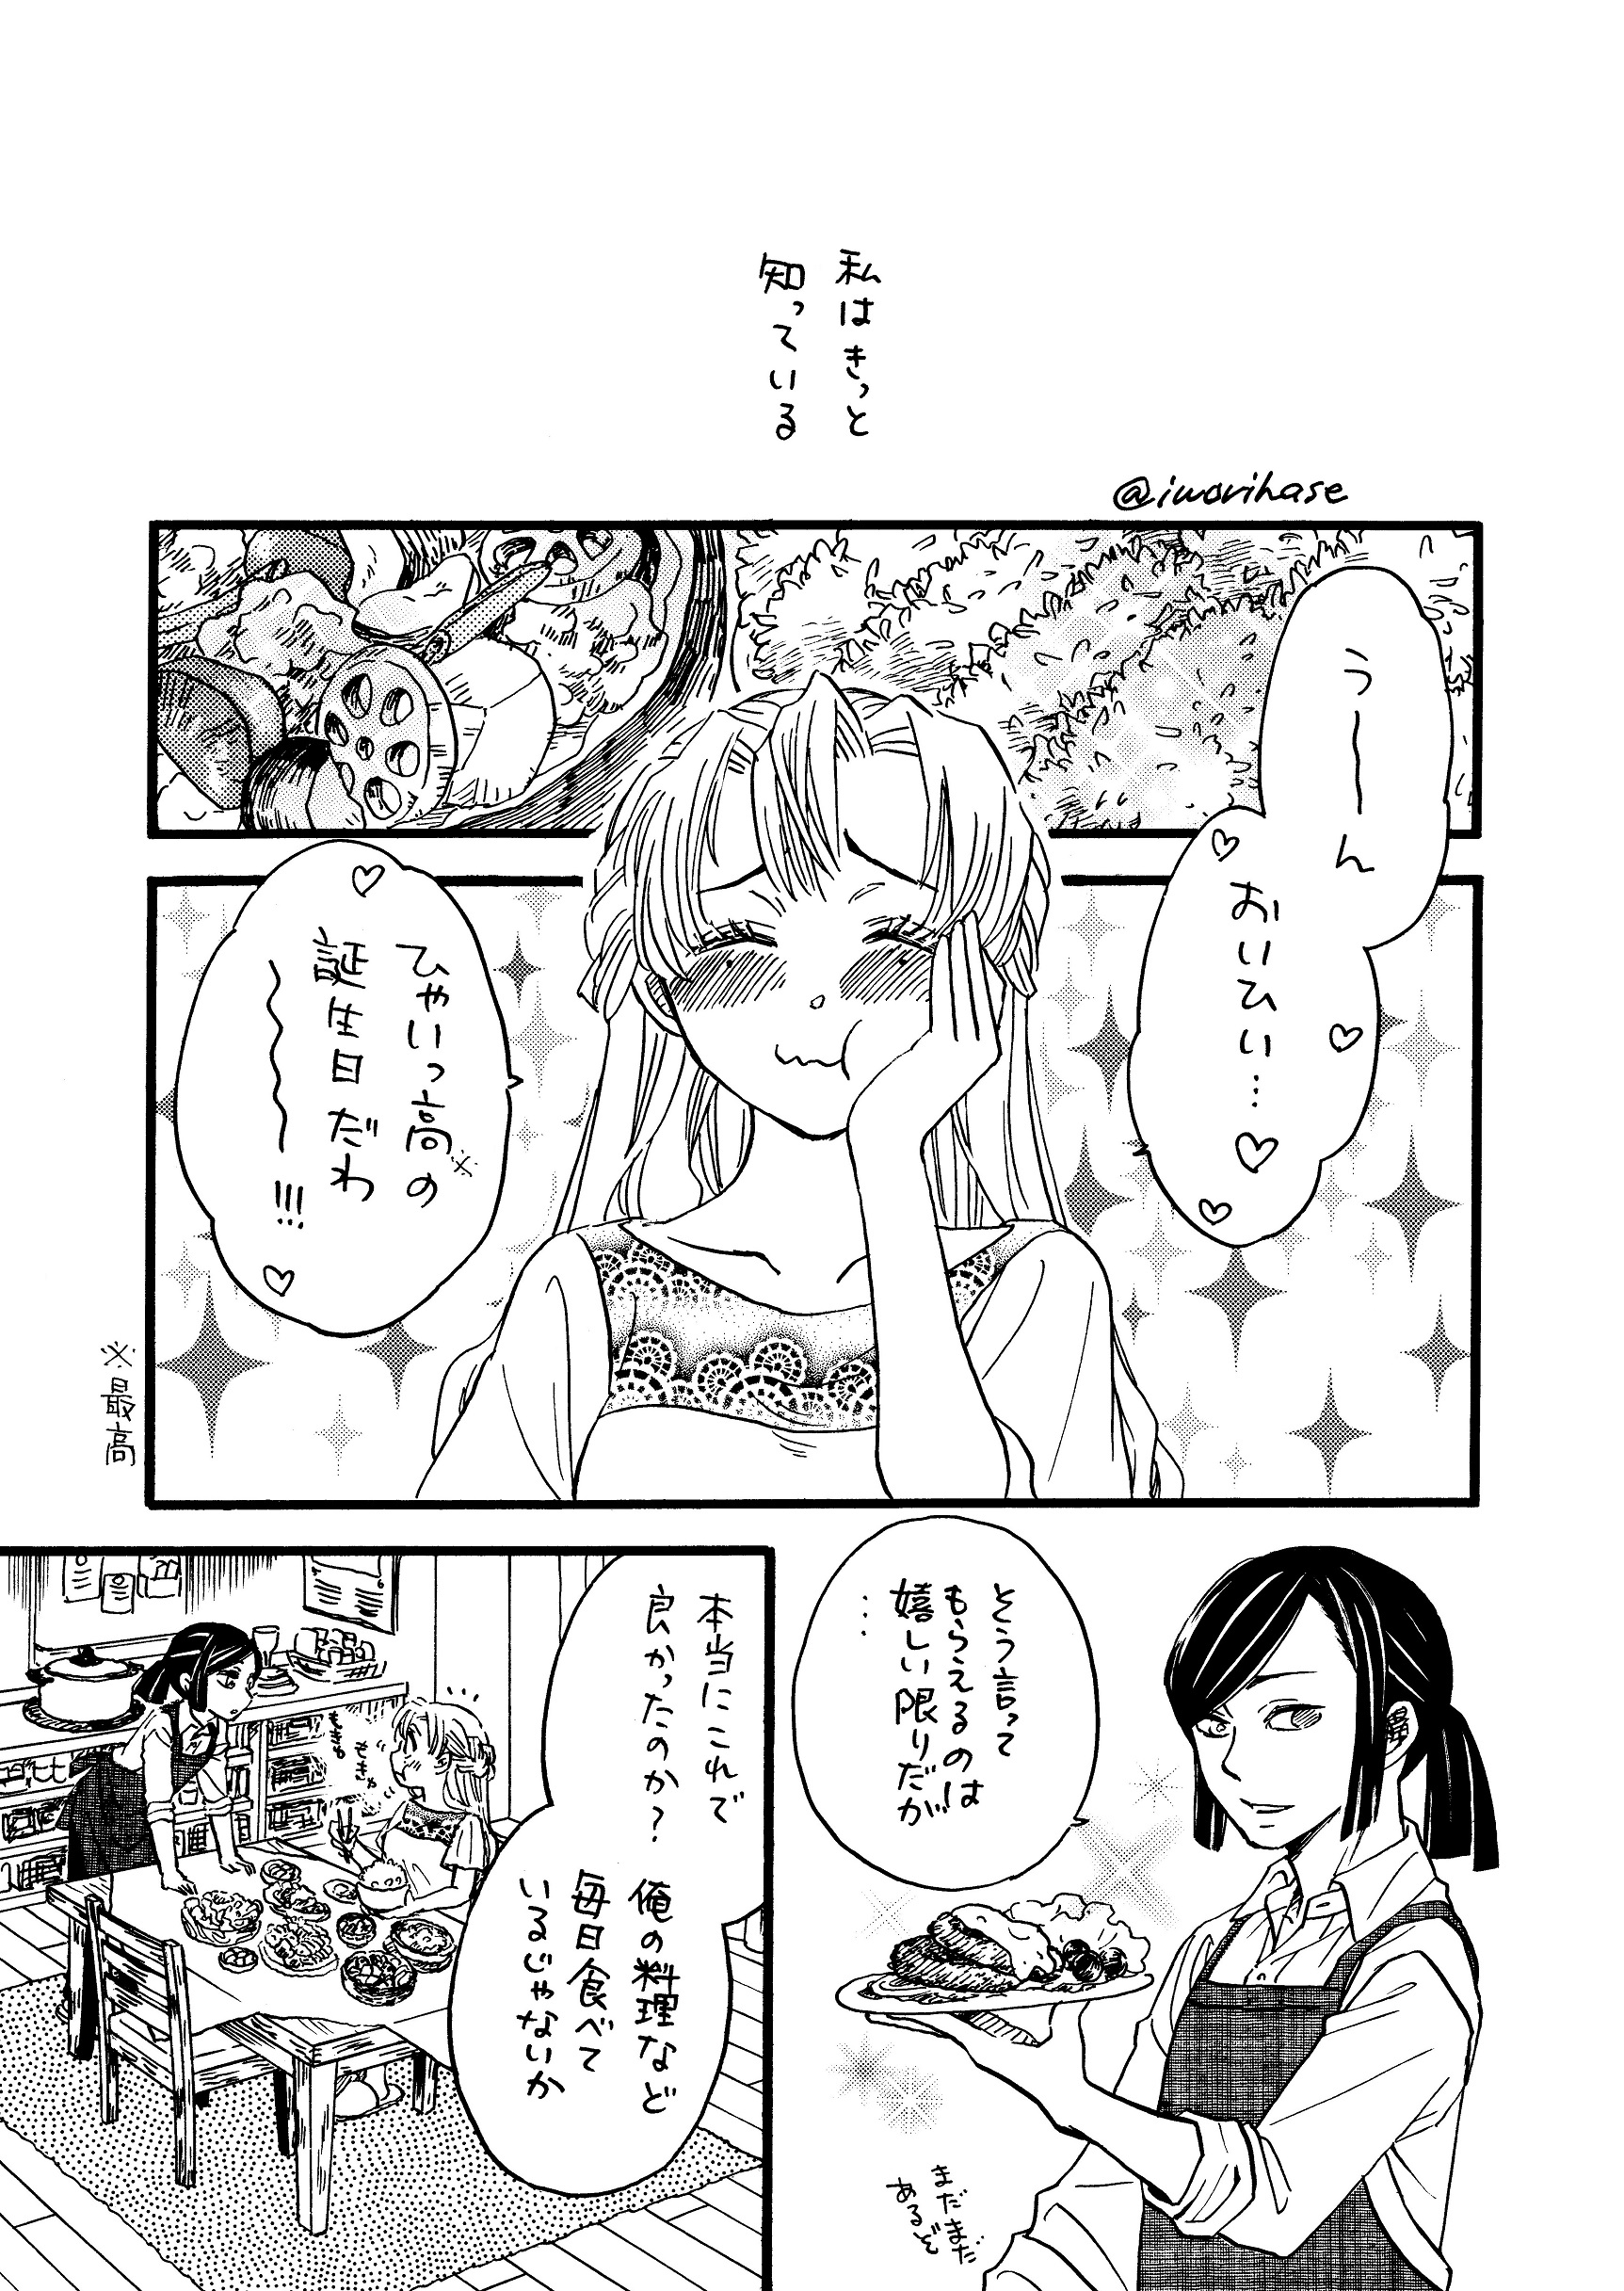 私はきっと
知っている
@iworihase
うーーん
おいひぃ…♡
ひゃいっ高※の
誕生日だわ
～～～!!!
※最高
そう言って
もらえるのは
嬉しい限りだが
……
まだまだ
あるぞ
本当にこれで
良かったのか?
俺の料理など
毎日食べて
いるじゃないか